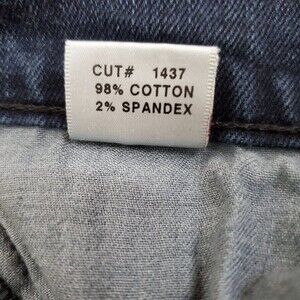 CUT# 1437
98% COTTON
2% SPANDEX